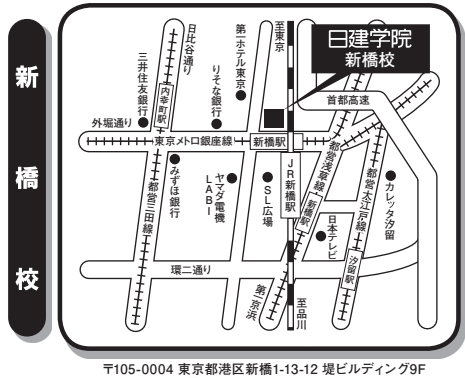 新橋校
日建学院
新橋校
至東京
日比谷通り
第一ホテル東京
りそな銀行
三井住友銀行
内幸町駅
首都高速
外堀通り
東京メトロ銀座線
新橋駅
都営浅草線
新橋駅
JR新橋駅
都営大江戸線
カレッタ汐留
みずほ銀行
ヤマダ電機
LABI
SL広場
都営三田線
日本テレビ
汐留駅
環二通り
第一京浜
至品川
〒105-0004 東京都港区新橋1-13-12 堤ビルディング9F